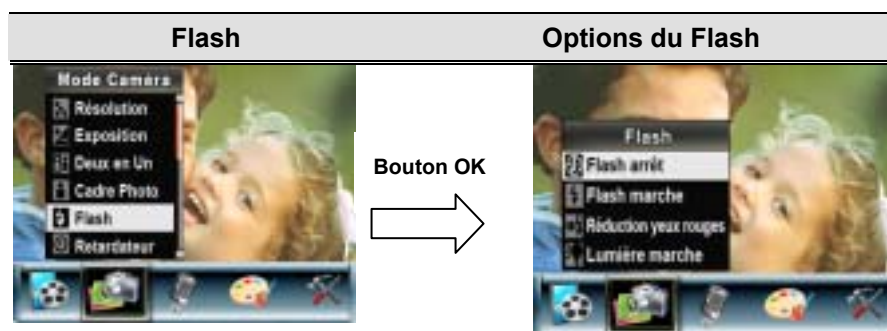 Flash
Options du Flash
Mode Caméra
Résolution
Exposition
Deux en Un
Cadre Photo
Flash
Retardateur
Bouton OK
Flash
Flash arrêt
Flash marche
Réduction yeux rouges
Lumière marche